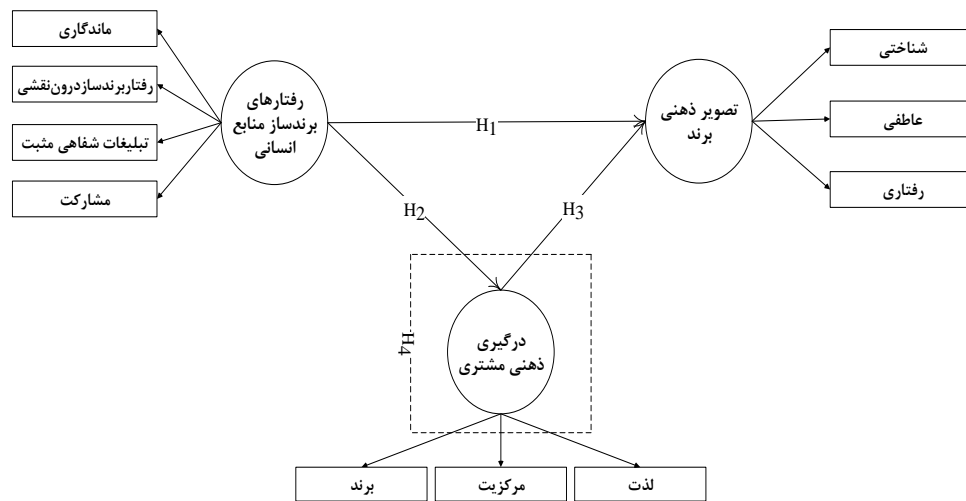 ماندگاری
رفتاربرندسازدرون‌نقشی
تبلیغات شفاهی مثبت
مشارکت
رفتارهای
برندساز منابع
انسانی
H1
H2
H3
H4
تصویر ذهنی
برند
شناختی
عاطفی
رفتاری
درگیری
ذهنی مشتری
برند
مرکزیت
لذت